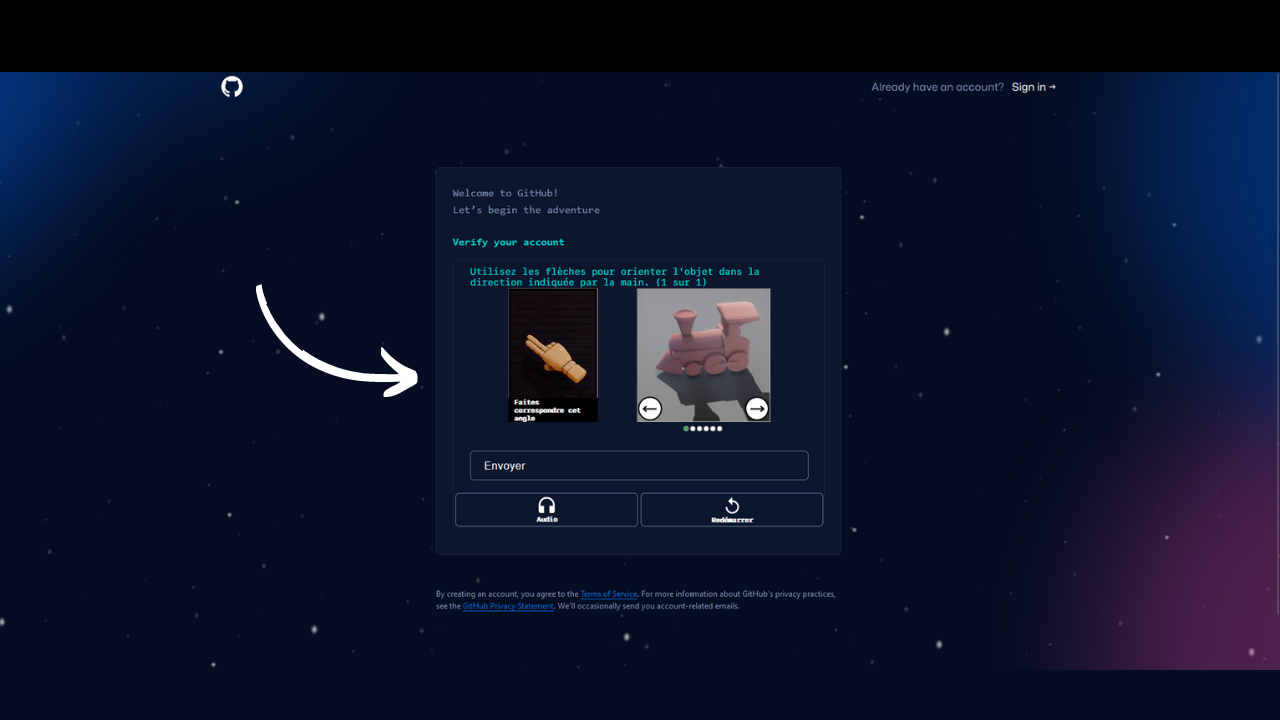 Already have an account? Sign in →
Welcome to GitHub!
Let's begin the adventure
Verify your account
Utilisez les flèches pour orienter l'objet dans la
direction indiquée par la main. (1 sur 1)
Faites
correspondre cet
angle
Envoyer
Audio
Redémarrer
By creating an account, you agree to the Terms of Service. For more information about GitHub's privacy practices,
see the GitHub Privacy Statement. We'll occasionally send you account-related emails.